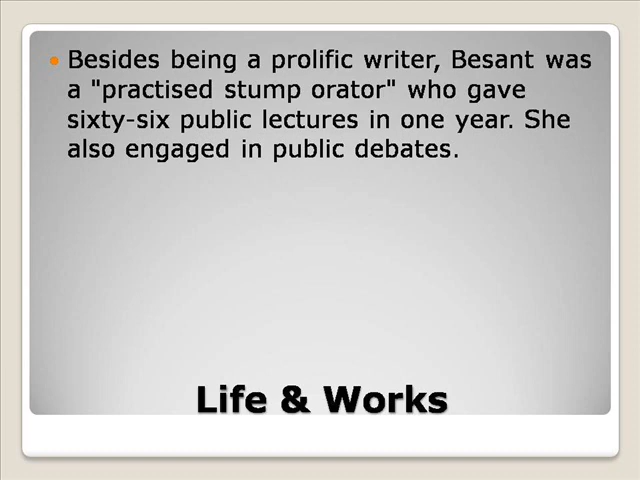 Besides being a prolific writer, Besant was
a "practised stump orator" who gave
sixty-six public lectures in one year. She
also engaged in public debates.
Life & Works